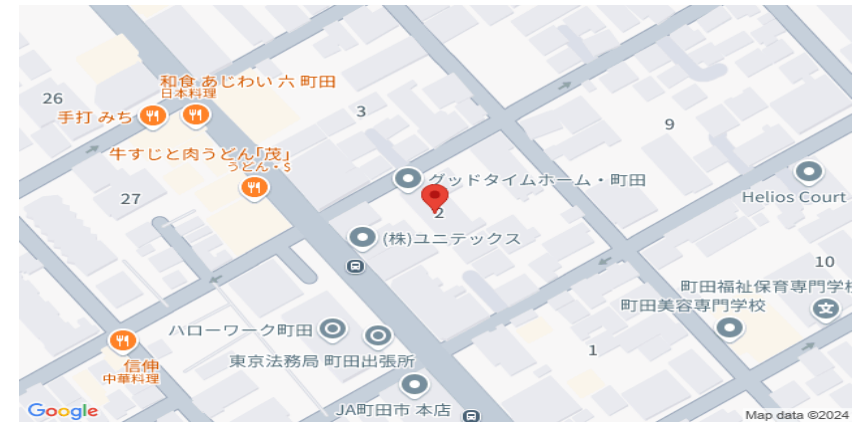 和食 あじわい 六 町田
日本料理
26
手打 みち
3
9
牛すじと肉うどん「茂」
うどん・$
グッドタイムホーム・町田
27
Helios Court
2
(株)ユニテックス
10
町田福祉保育専門学校
町田美容専門学校
ハローワーク町田
東京法務局 町田出張所
1
信伸
中華料理
JA町田市 本店
Google
Map data ©2024